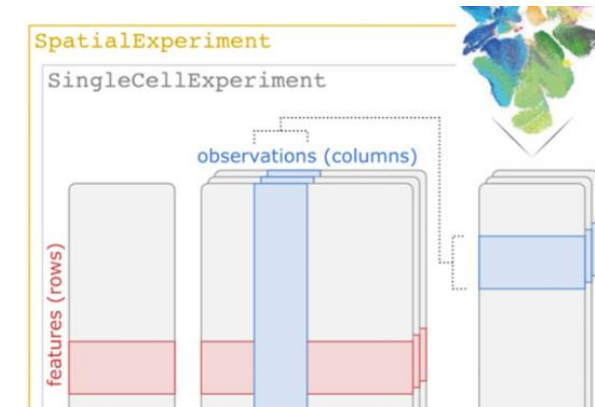 SpatialExperiment
SingleCellExperiment
observations (columns)
features (rows)